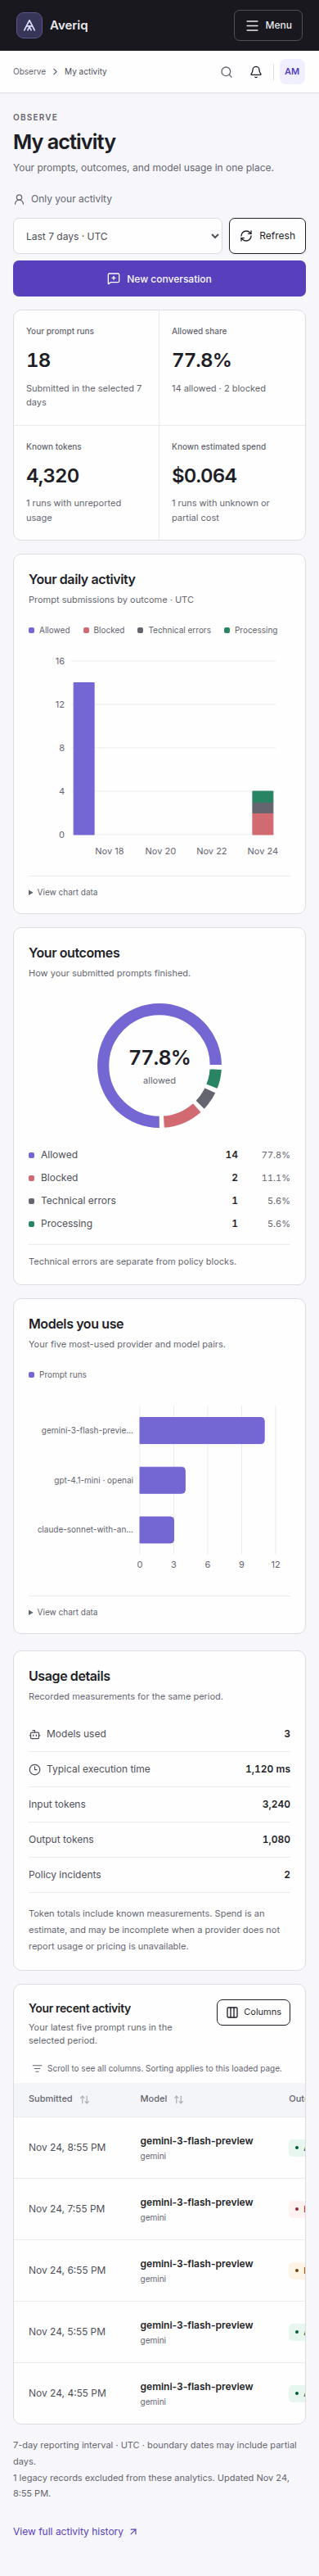 Averiq
Menu
Observe > My activity
AM
OBSERVE
My activity
Your prompts, outcomes, and model usage in one place.
Only your activity
Last 7 days · UTC
Refresh
New conversation
Your prompt runs
18
Submitted in the selected 7
days
Allowed share
77.8%
14 allowed · 2 blocked
Known tokens
4,320
1 runs with unreported
usage
Known estimated spend
$0.064
1 runs with unknown or
partial cost
Your daily activity
Prompt submissions by outcome · UTC
Allowed Blocked Technical errors Processing
16
12
8
4
0
Nov 18 Nov 20 Nov 22 Nov 24
View chart data
Your outcomes
How your submitted prompts finished.
77.8%
allowed
Allowed 14 77.8%
Blocked 2 11.1%
Technical errors 1 5.6%
Processing 1 5.6%
Technical errors are separate from policy blocks.
Models you use
Your five most-used provider and model pairs.
Prompt runs
gemini-3-flash-previe...
gpt-4.1-mini · openai
claude-sonnet-with-an...
0 3 6 9 12
View chart data
Usage details
Recorded measurements for the same period.
Models used 3
Typical execution time 1,120 ms
Input tokens 3,240
Output tokens 1,080
Policy incidents 2
Token totals include known measurements. Spend is an
estimate, and may be incomplete when a provider does not
report usage or pricing is unavailable.
Your recent activity
Your latest five prompt runs in the
selected period.
Columns
Scroll to see all columns. Sorting applies to this loaded page.
Submitted Model
Nov 24, 8:55 PM gemini-3-flash-preview
gemini
Nov 24, 7:55 PM gemini-3-flash-preview
gemini
Nov 24, 6:55 PM gemini-3-flash-preview
gemini
Nov 24, 5:55 PM gemini-3-flash-preview
gemini
Nov 24, 4:55 PM gemini-3-flash-preview
gemini
7-day reporting interval · UTC · boundary dates may include partial
days.
1 legacy records excluded from these analytics. Updated Nov 24,
8:55 PM.
View full activity history